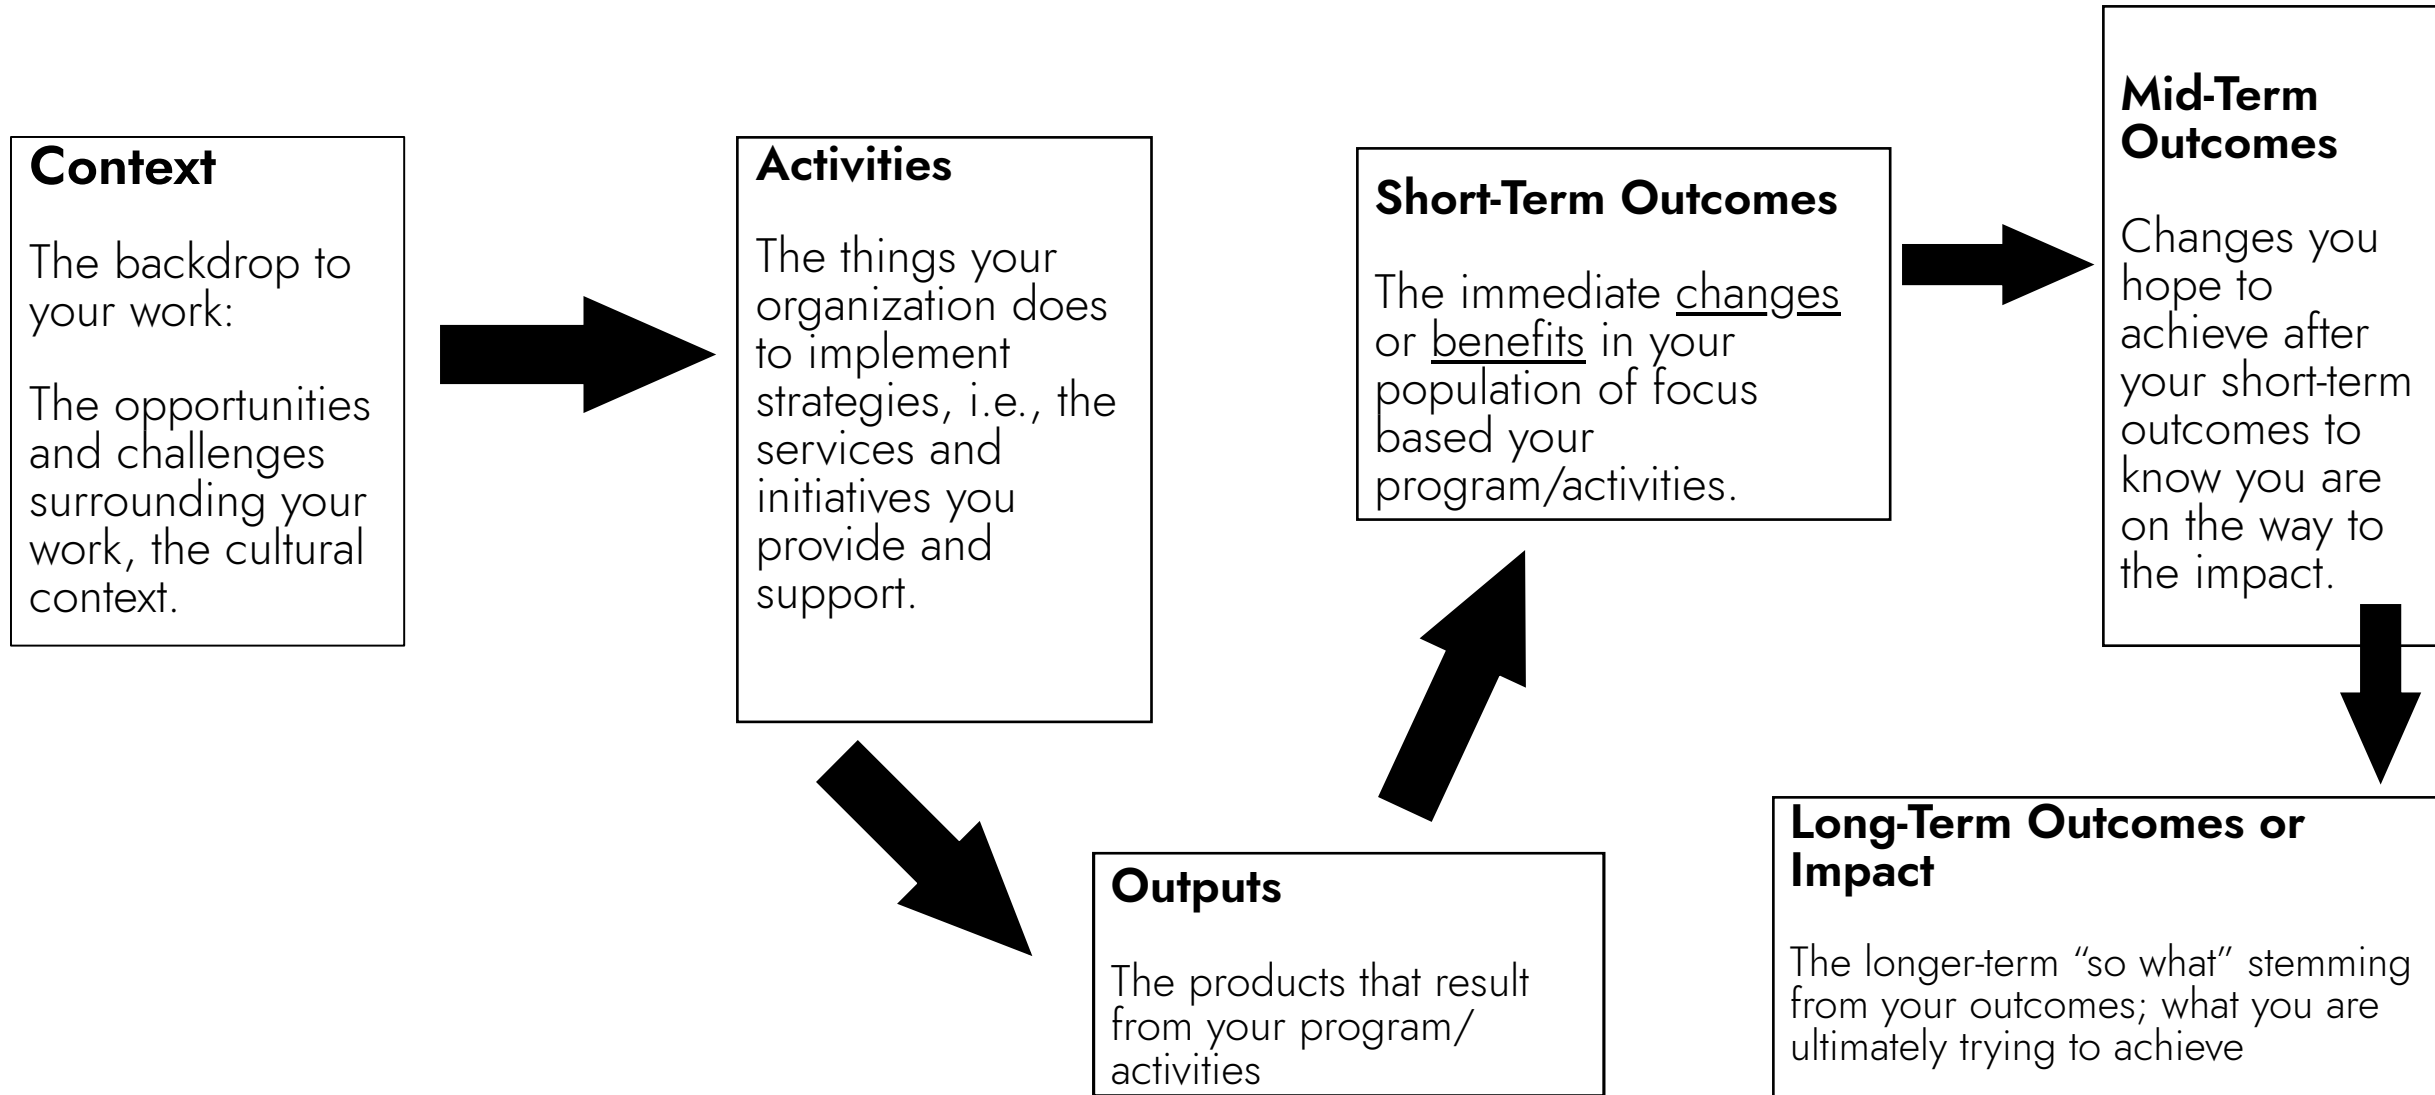 Context
The backdrop to
your work:
The opportunities
and challenges
surrounding your
work, the cultural
context.
Activities
The things your
organization does
to implement
strategies, i.e., the
services and
initiatives you
provide and
support.
Outputs
The products that result
from your program/
activities
Short-Term Outcomes
The immediate changes
or benefits in your
population of focus
based your
program/activities.
Mid-Term
Outcomes
Changes you
hope to
achieve after
your short-term
outcomes to
know you are
on the way to
the impact.
Long-Term Outcomes or
Impact
The longer-term “so what” stemming
from your outcomes; what you are
ultimately trying to achieve